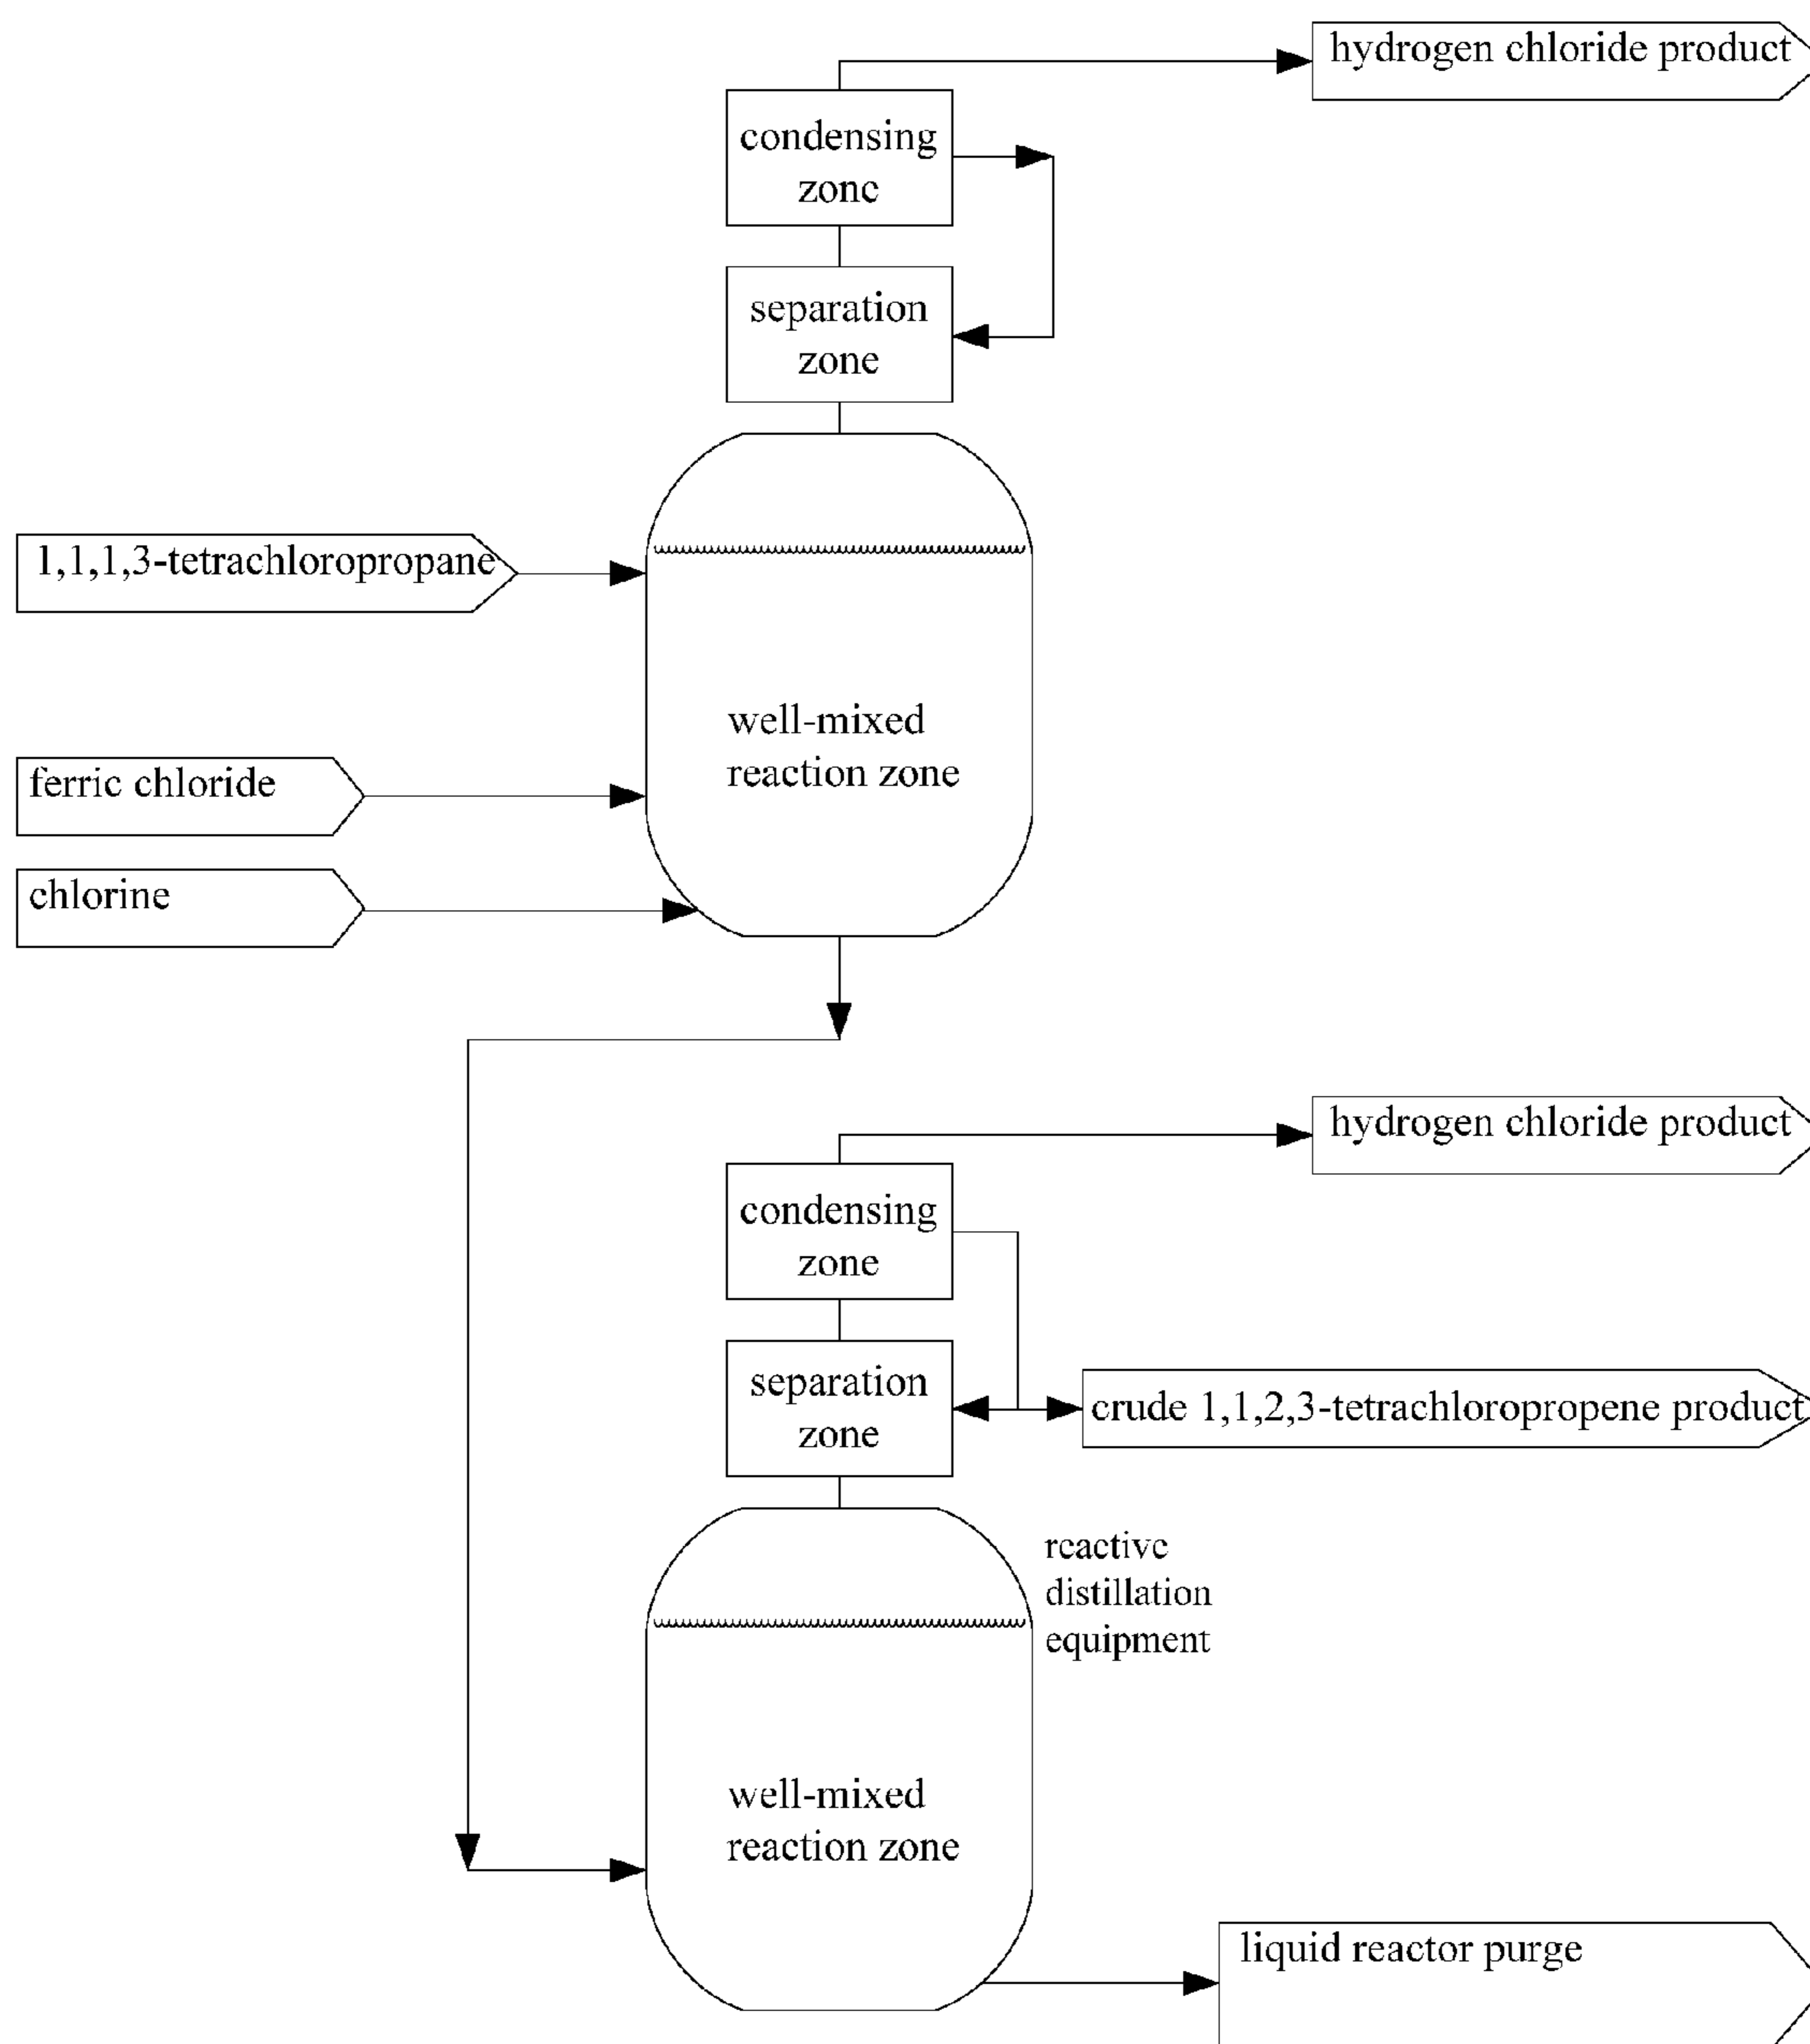 hydrogen chloride product
condensing
zone
separation
zone
1,1,1,3-tetrachloropropane
well-mixed
reaction zone
ferric chloride
chlorine
hydrogen chloride product
condensing
zone
separation
zone
crude 1,1,2,3-tetrachloropropene product
reactive
distillation
equipment
well-mixed
reaction zone
liquid reactor purge